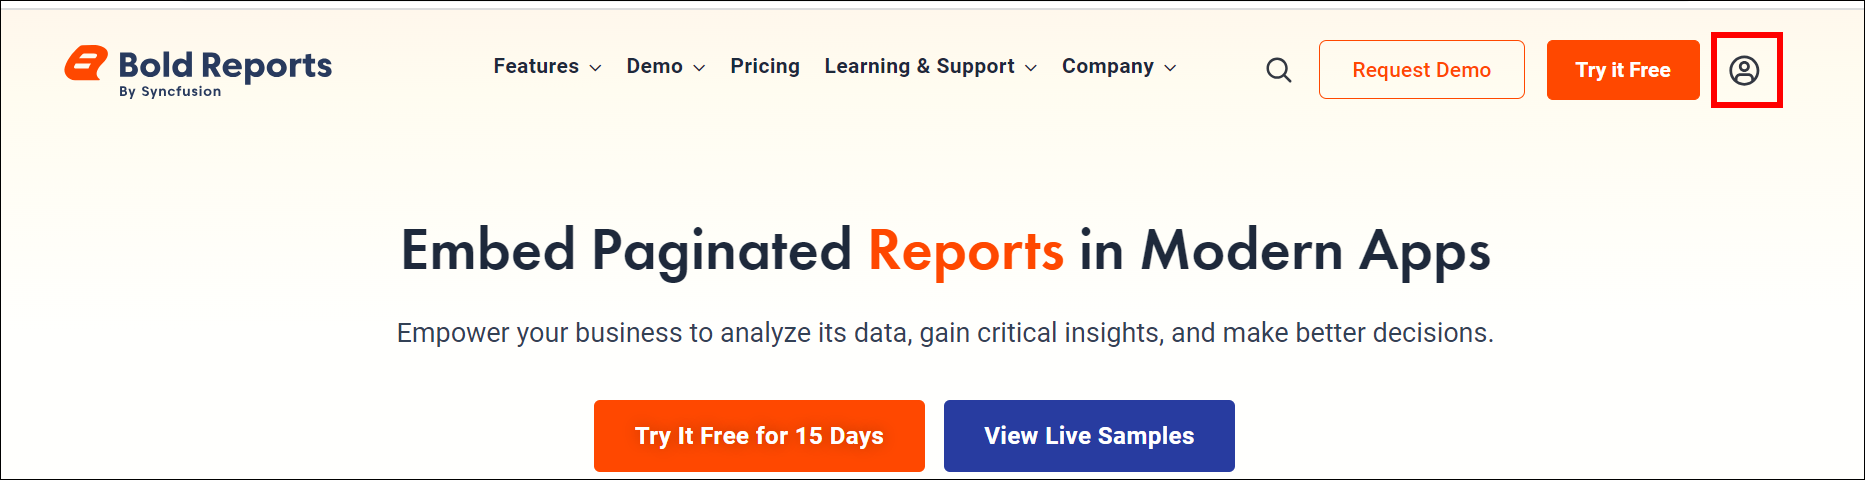 Bold Reports
By Syncfusion
Features Demo Pricing Learning & Support Company Request Demo Try it Free
Embed Paginated Reports in Modern Apps
Empower your business to analyze its data, gain critical insights, and make better decisions.
Try It Free for 15 Days View Live Samples